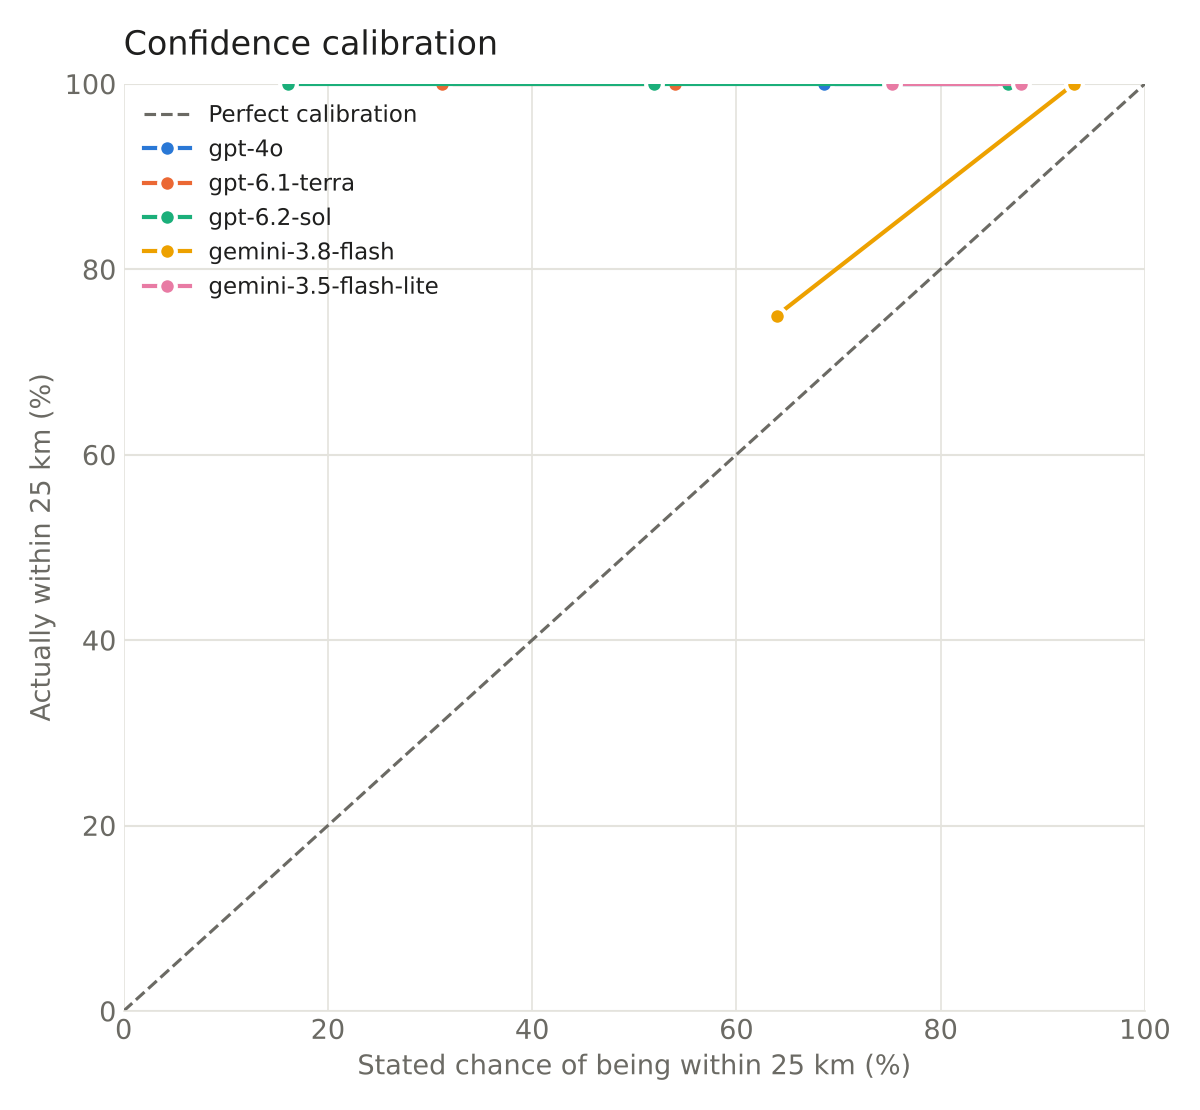 Confidence calibration
100
80
60
40
20
0
Perfect calibration
gpt-4o
gpt-6.1-terra
gpt-6.2-sol
gemini-3.8-flash
gemini-3.5-flash-lite
Actually within 25 km (%)
0 20 40 60 80 100
Stated chance of being within 25 km (%)